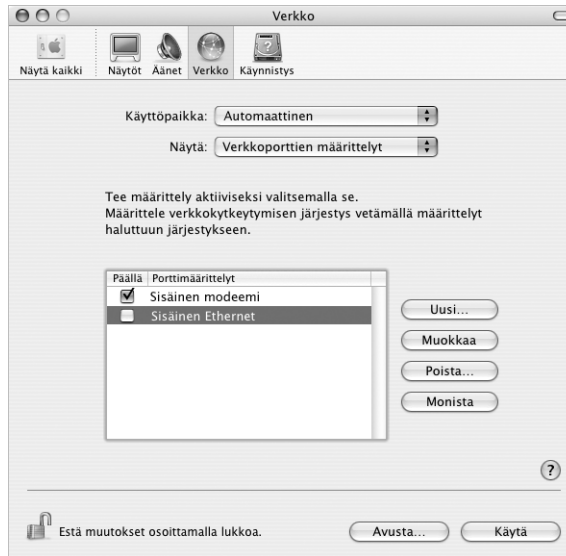 Verkko
Näytä kaikki Näytöt Äänet Verkko Käynnistys
Käyttöpaikka: Automaattinen
Näytä: Verkkoporttien määrittelyt
Tee määrittely aktiiviseksi valitsemalla se.
Määrittele verkkokytkeytymisen järjestys vetämällä määrittelyt
haluttuun järjestykseen.
Päällä Porttimäärittelyt
Sisäinen modeemi
Sisäinen Ethernet
Uusi...
Muokkaa
Poista...
Monista
?
Estä muutokset osoittamalla lukkoa.
Avusta... Käytä